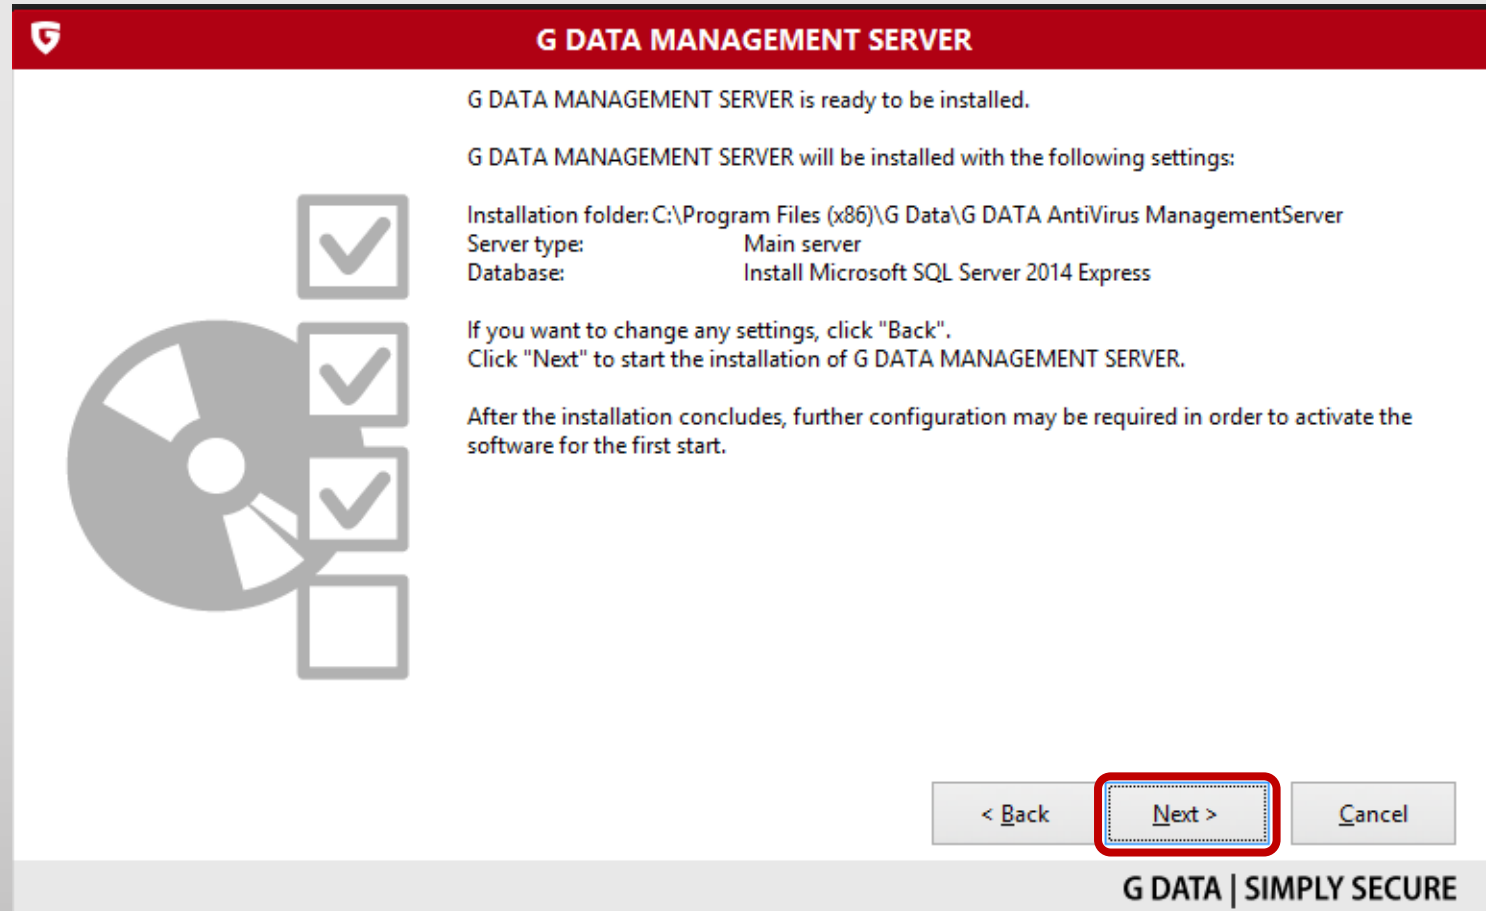 G DATA MANAGEMENT SERVER
G DATA MANAGEMENT SERVER is ready to be installed.
G DATA MANAGEMENT SERVER will be installed with the following settings:
Installation folder: C:\Program Files (x86)\G Data\G DATA AntiVirus ManagementServer
Server type: Main server
Database: Install Microsoft SQL Server 2014 Express
If you want to change any settings, click "Back".
Click "Next" to start the installation of G DATA MANAGEMENT SERVER.
After the installation concludes, further configuration may be required in order to activate the
software for the first start.
< Back Next > Cancel
G DATA | SIMPLY SECURE